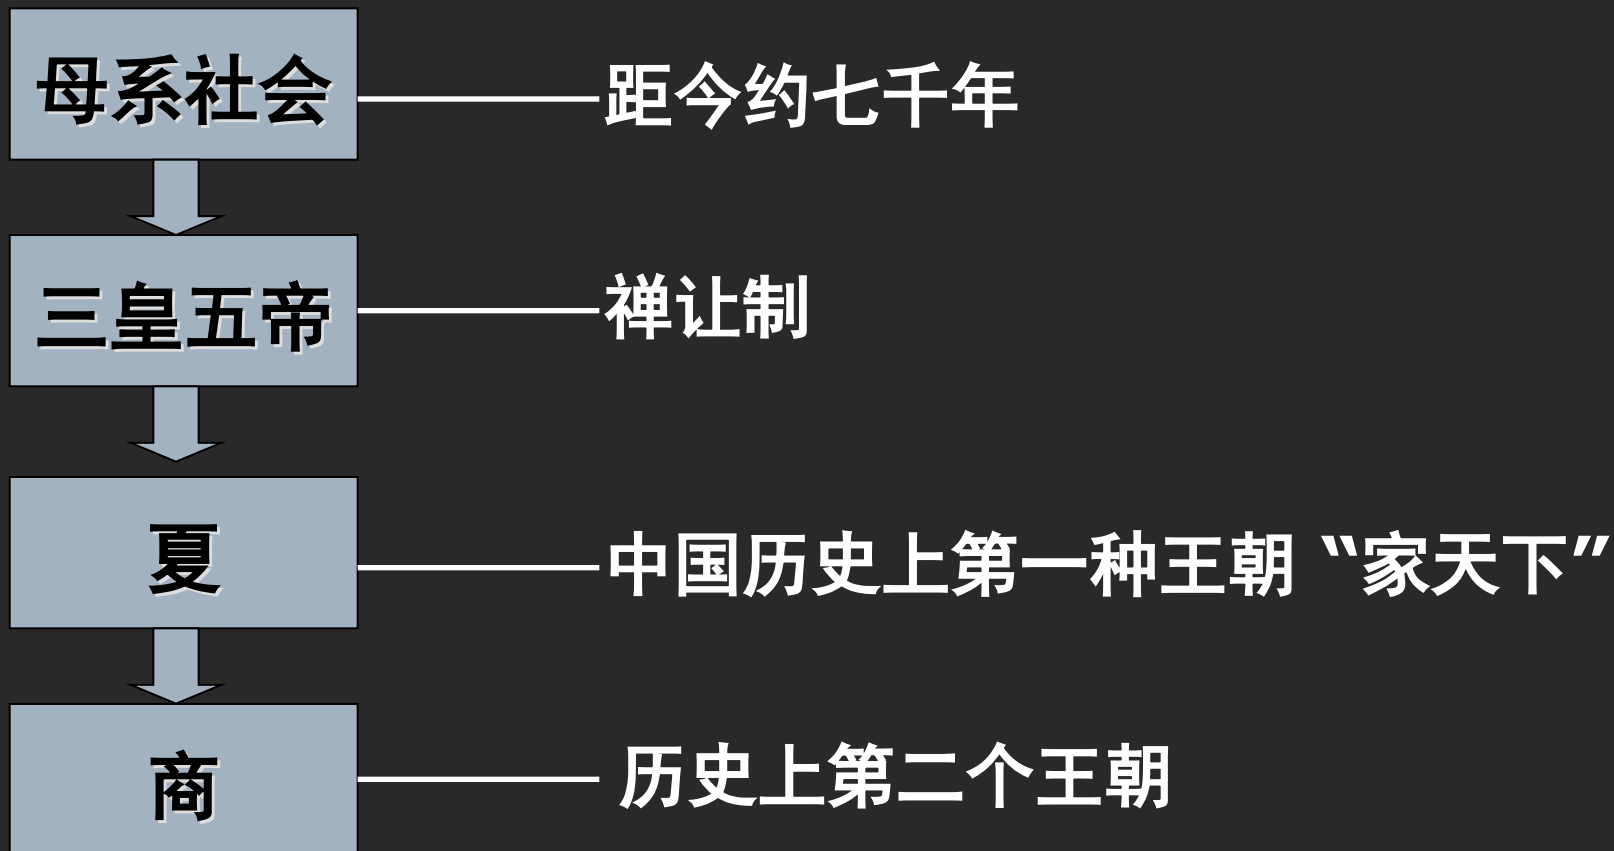 母系社会
距今约七千年
三皇五帝
禅让制
夏
中国历史上第一种王朝 “家天下”
商
历史上第二个王朝